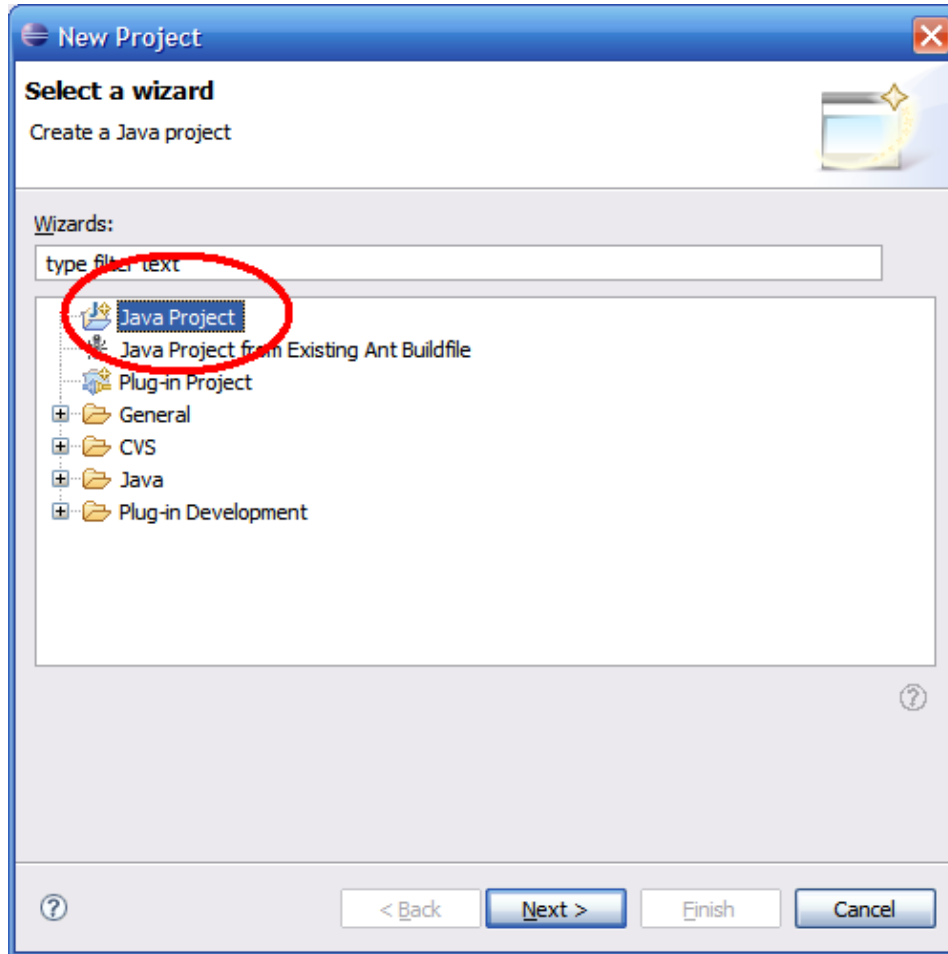 New Project
Select a wizard
Create a Java project
Wizards:
type filter text
Java Project
Java Project from Existing Ant Buildfile
Plug-in Project
General
CVS
Java
Plug-in Development
< Back Next > Finish Cancel